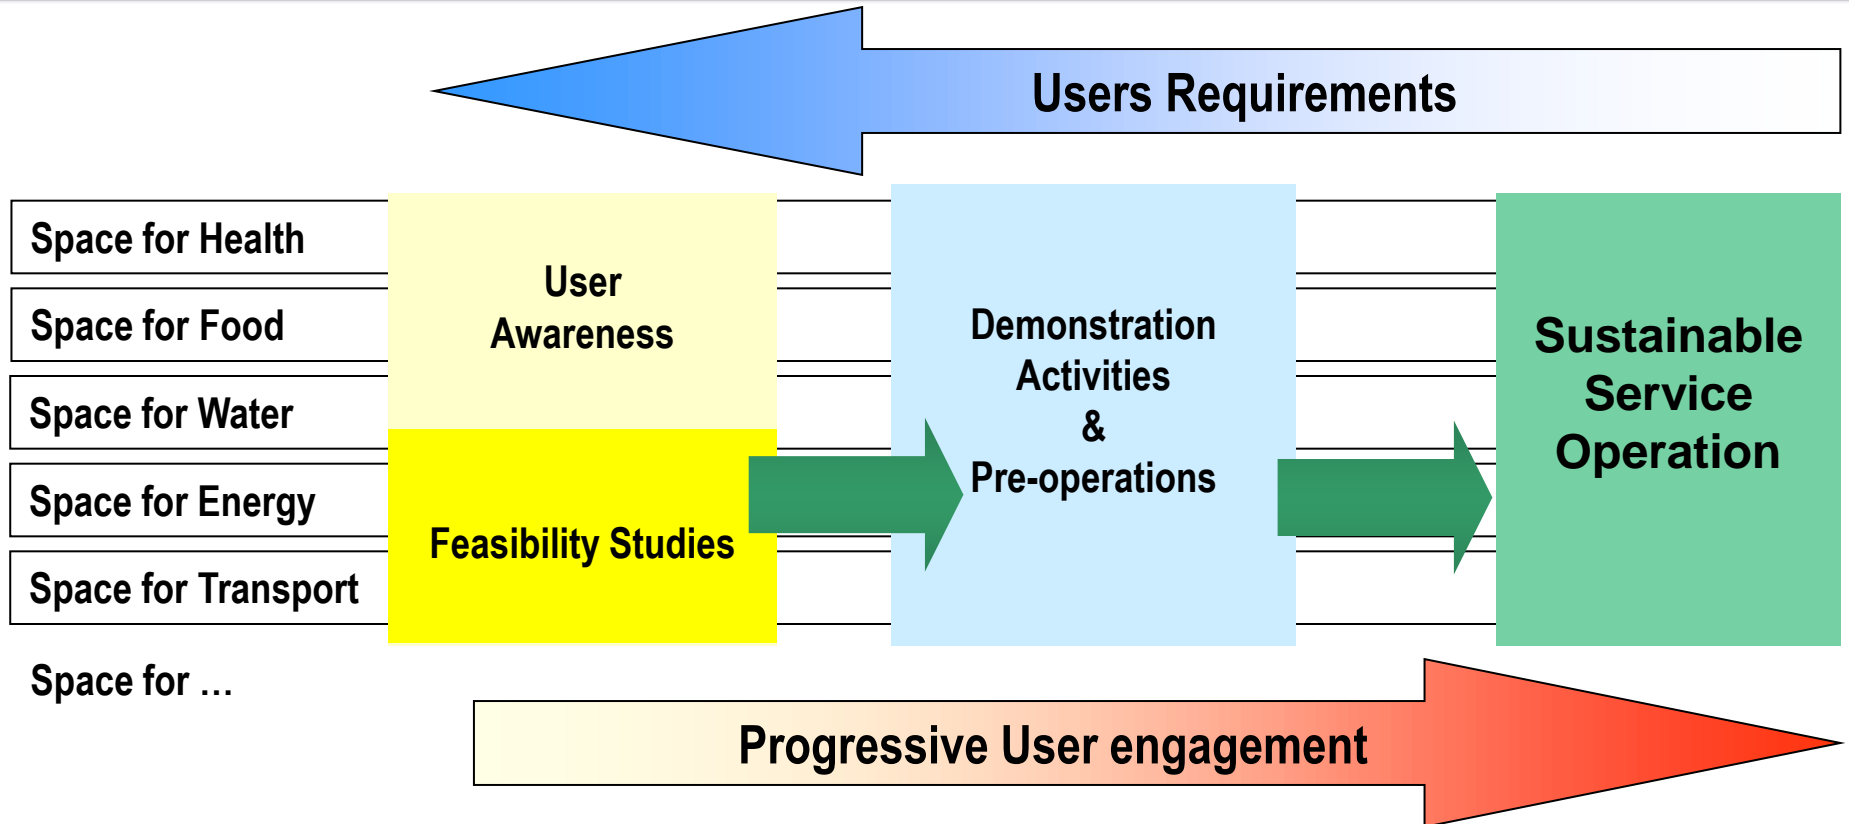 Users Requirements
Space for Health
Space for Food
Space for Water
Space for Energy
Space for Transport
Space for …
User
Awareness
Feasibility Studies
Demonstration
Activities
&
Pre-operations
Sustainable
Service
Operation
Progressive User engagement